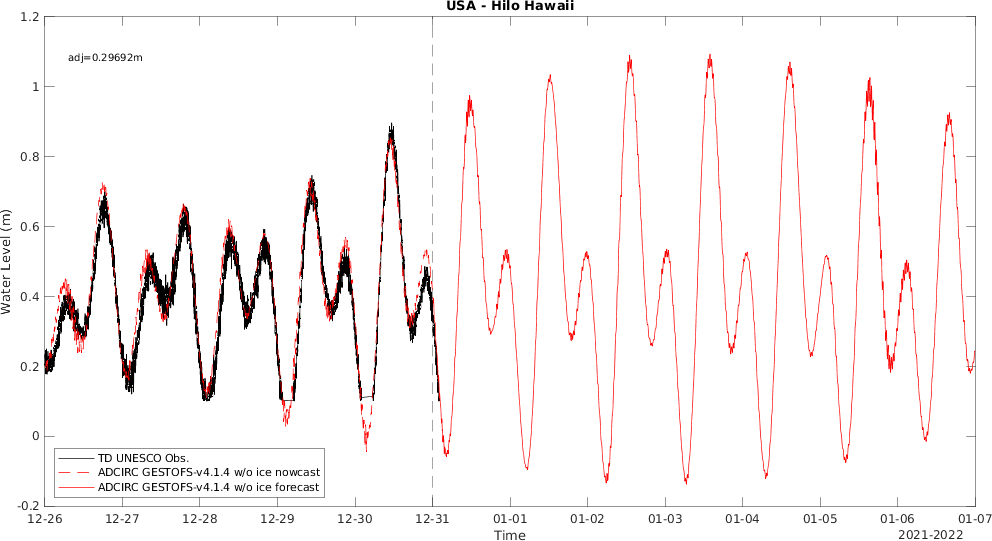 USA - Hilo Hawaii
1.2
adj=0.29692m
1
0.8
0.6
0.4
0.2
0
-0.2
Water Level (m)
TD UNESCO Obs.
ADCIRC GESTOFS-v4.1.4 w/o ice nowcast
ADCIRC GESTOFS-v4.1.4 w/o ice forecast
12-26 12-27 12-28 12-29 12-30 12-31 01-01 01-02 01-03 01-04 01-05 01-06 01-07
Time
2021-2022